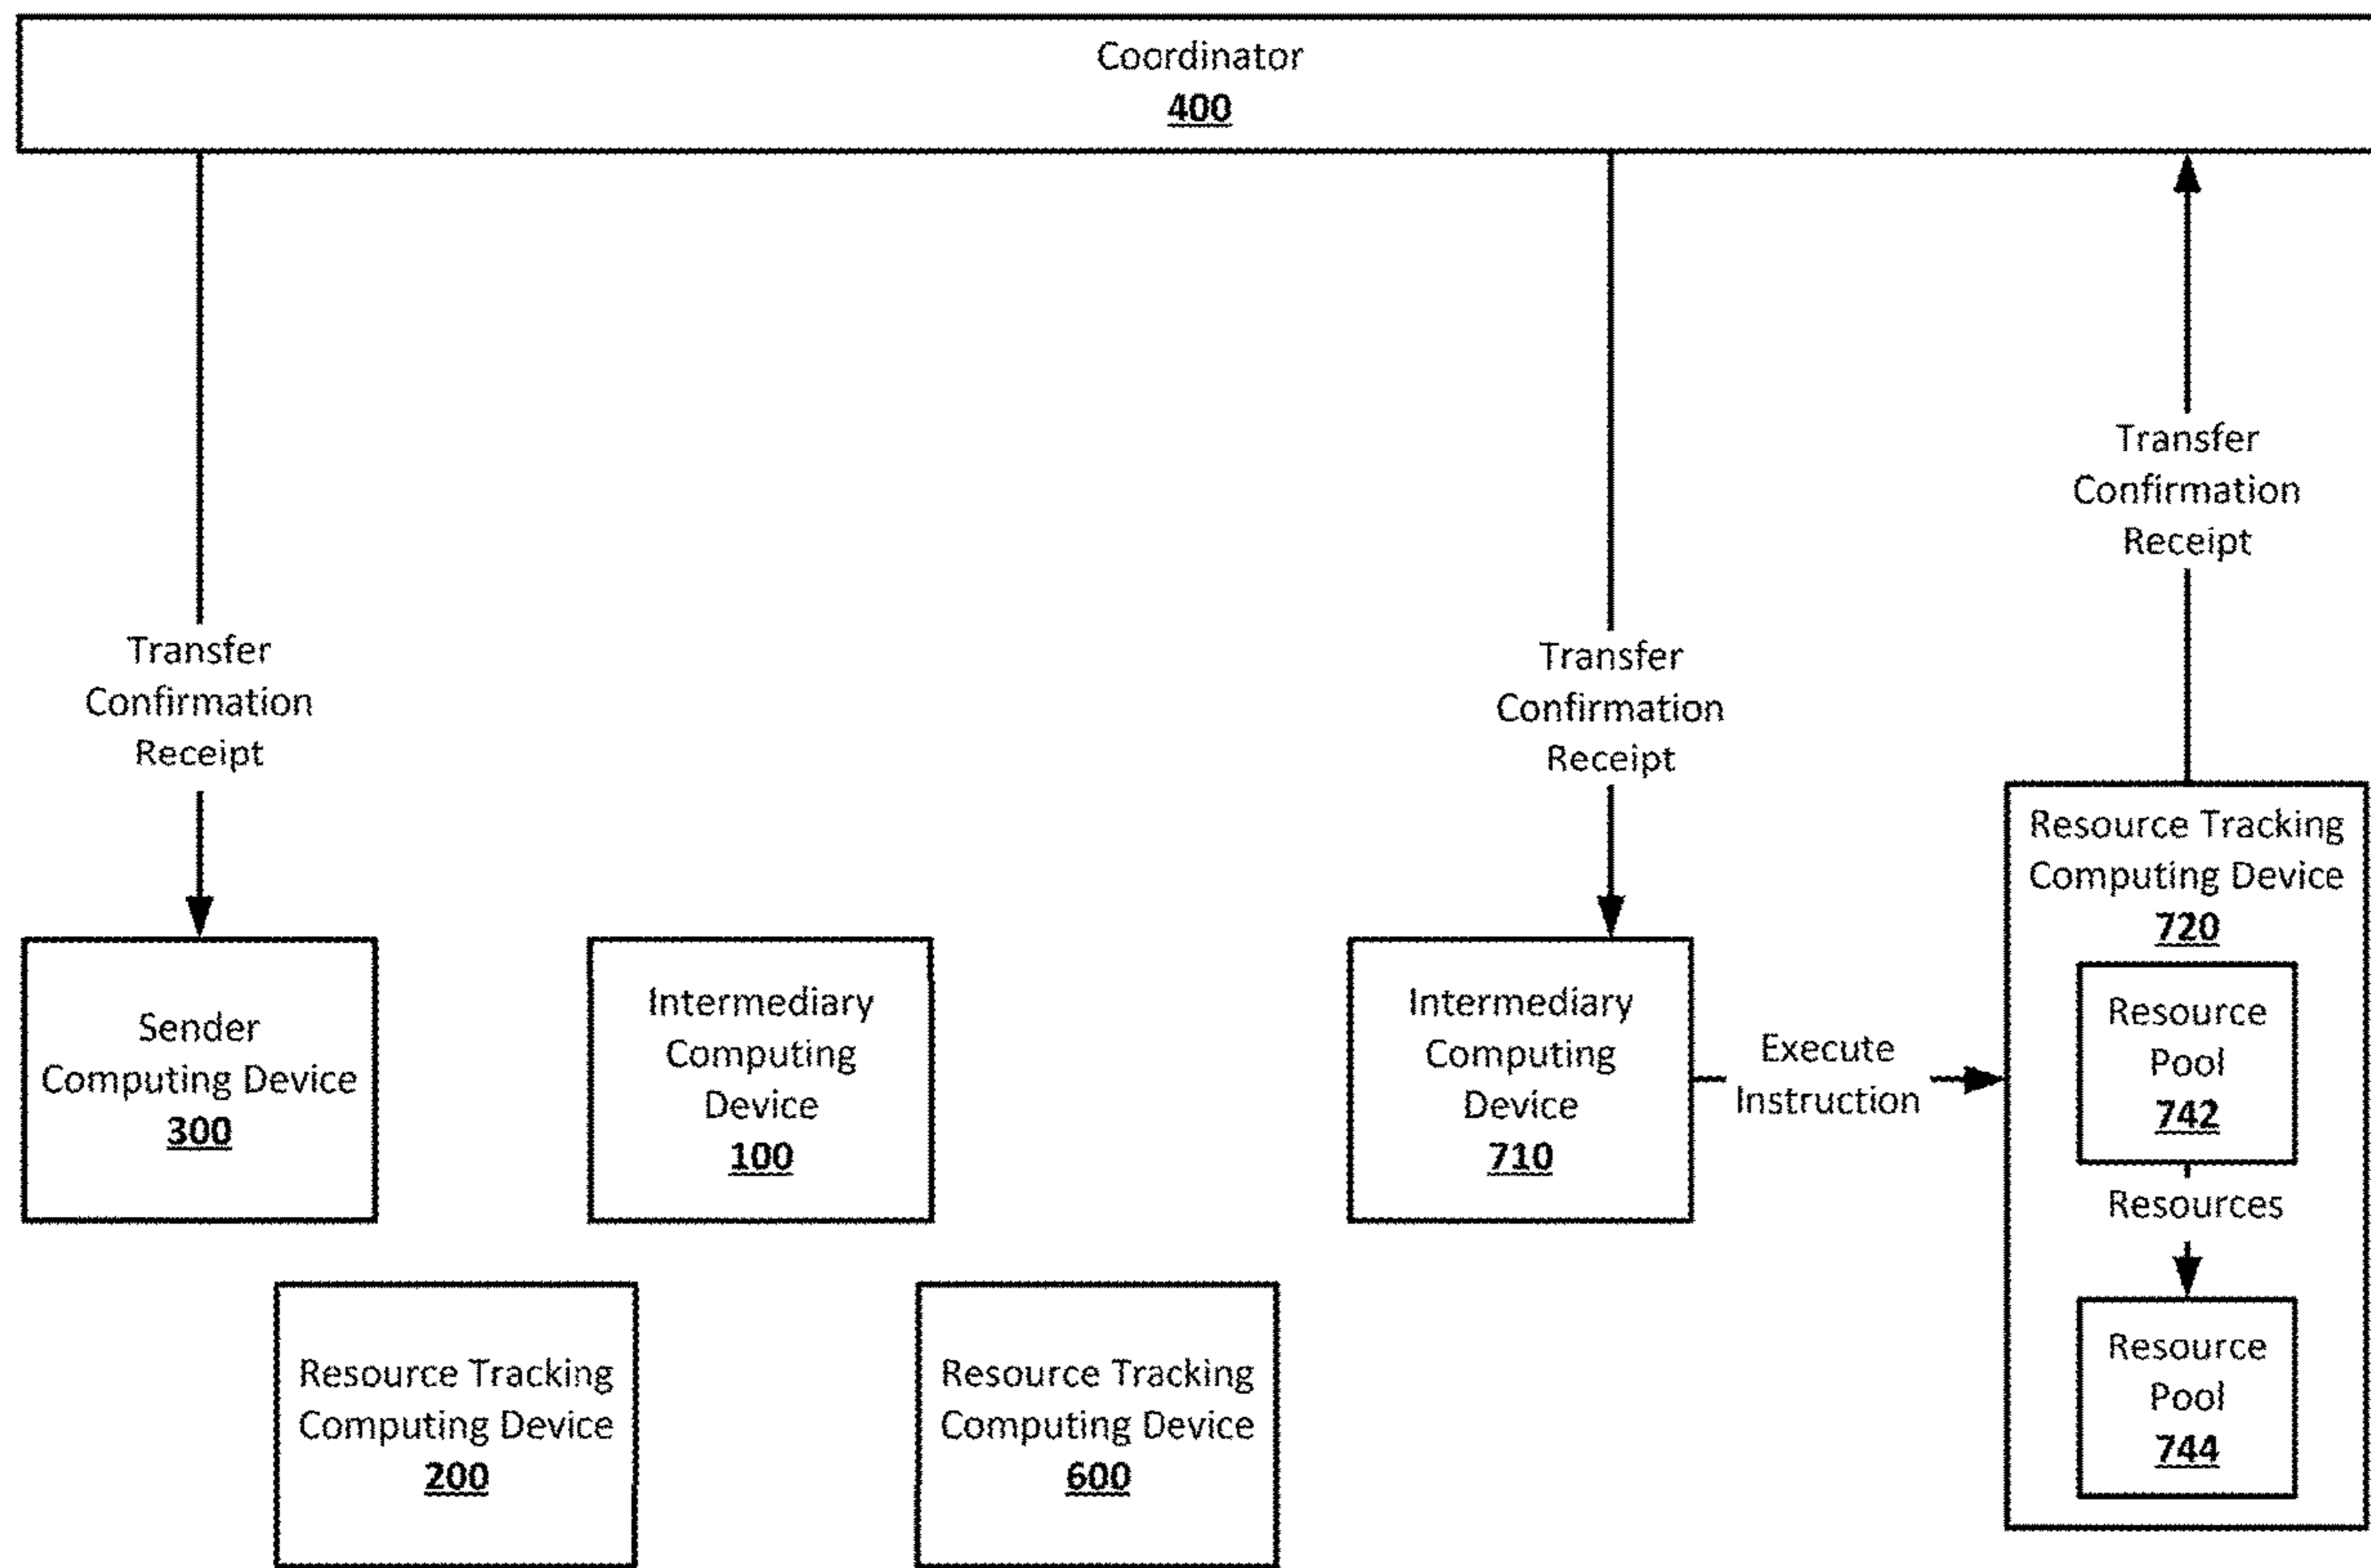 Coordinator
400
Transfer
Confirmation
Receipt
Transfer
Confirmation
Receipt
Transfer
Confirmation
Receipt
Sender
Computing Device
300
Intermediary
Computing
Device
100
Intermediary
Computing
Device
710
Execute
Instruction
Resource Tracking
Computing Device
720
Resource
Pool
742
Resources
Resource
Pool
744
Resource Tracking
Computing Device
200
Resource Tracking
Computing Device
600